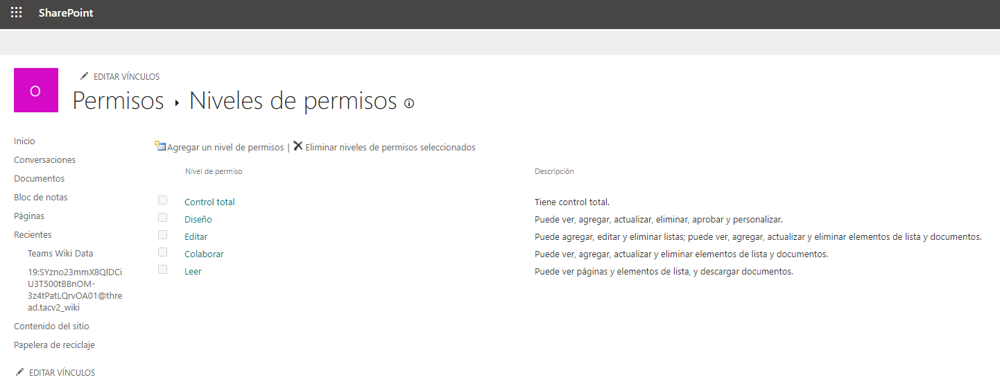 SharePoint
O
EDITAR VÍNCULOS
Permisos ▸ Niveles de permisos
Inicio
Conversaciones
Documentos
Bloc de notas
Páginas
Recientes
Teams Wiki Data
19:SYzno23mmX8QlDCi
U3T500tBBnOM-
3z4tPatLQrvOA01@thre
ad.tacv2_wiki
Contenido del sitio
Papelera de reciclaje
EDITAR VÍNCULOS
Agregar un nivel de permisos | Eliminar niveles de permisos seleccionados
Nivel de permiso Descripción
Control total Tiene control total.
Diseño Puede ver, agregar, actualizar, eliminar, aprobar y personalizar.
Editar Puede agregar, editar y eliminar listas; puede ver, agregar, actualizar y eliminar elementos de lista y documentos.
Colaborar Puede ver, agregar, actualizar y eliminar elementos de lista y documentos.
Leer Puede ver páginas y elementos de lista, y descargar documentos.